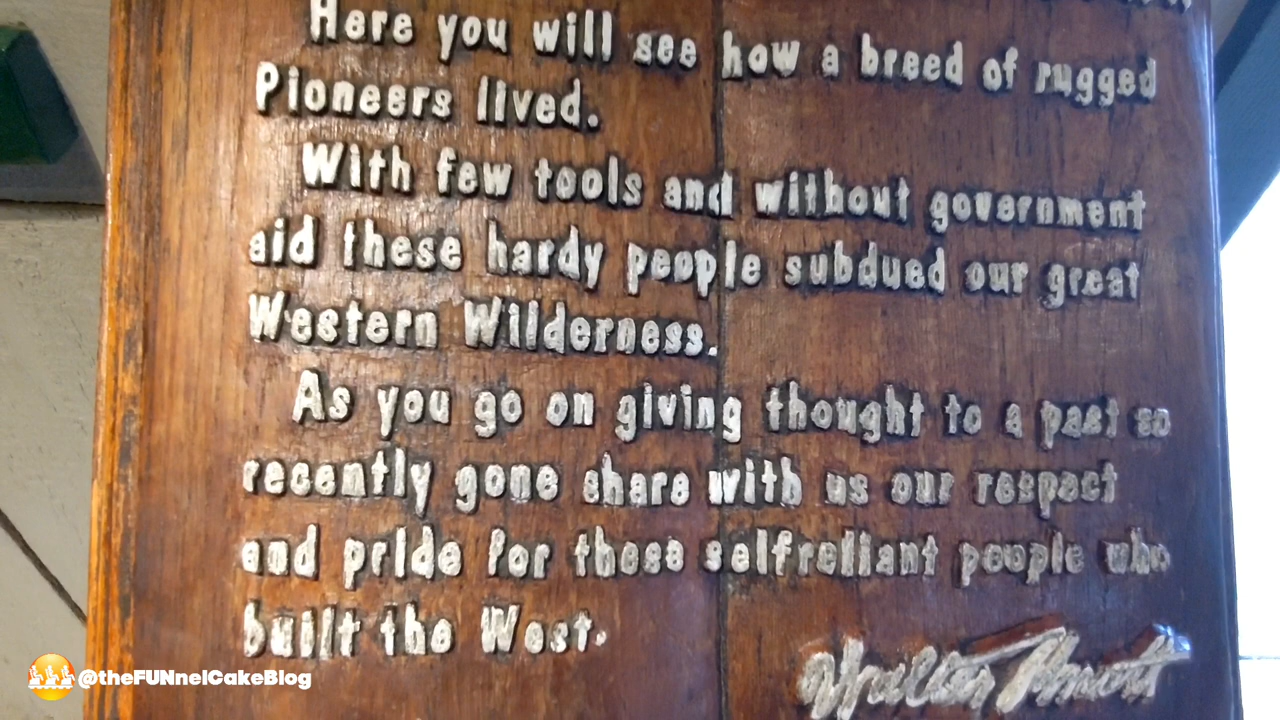 Here you will see how a breed of rugged
Pioneers lived.
With few tools and without government
aid these hardy people subdued our great
Western Wilderness.
As you go on giving thought to a past so
recently gone share with us our respect
and pride for these selfreliant people who
built the West.
Walter Knott
@theFUNnelCakeBlog